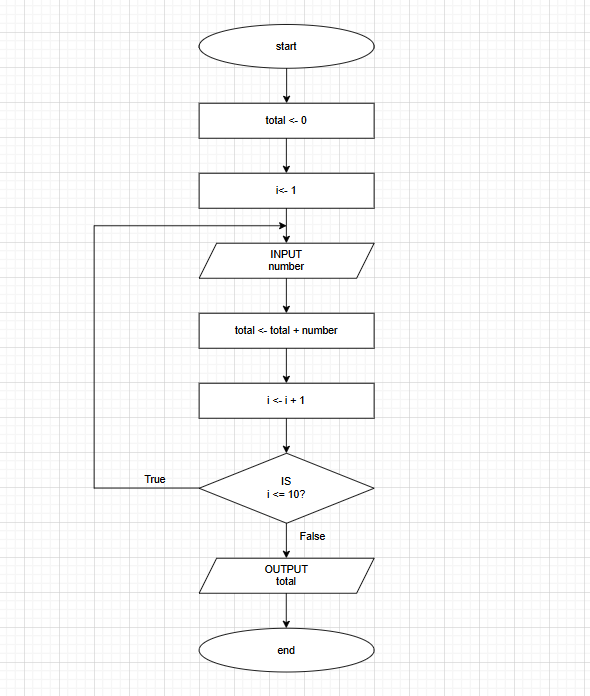 start
total <- 0
i<- 1
INPUT
number
total <- total + number
i <- i + 1
IS
i <= 10?
True
False
OUTPUT
total
end